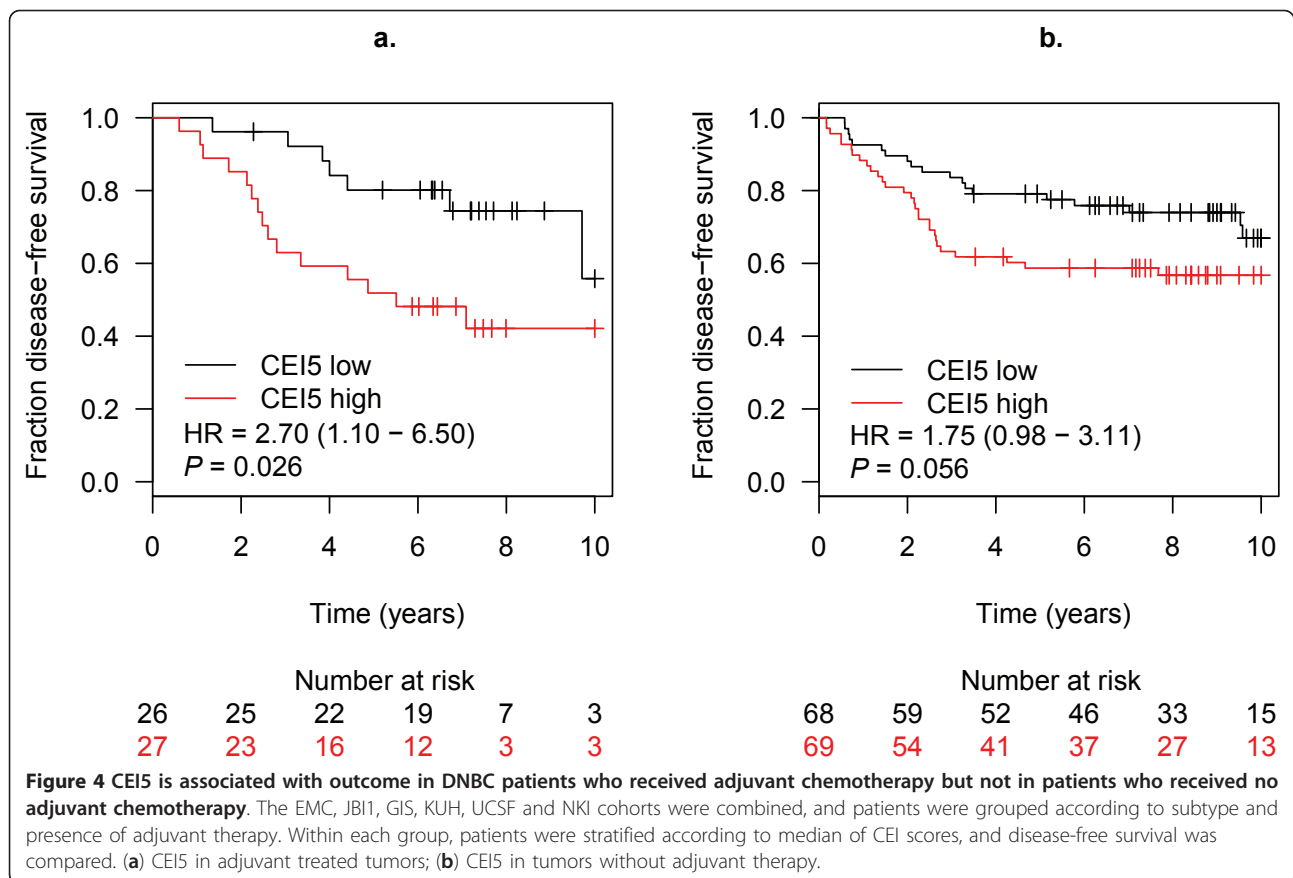 a.
Fraction disease−free survival
1.0
0.8
0.6
0.4
0.2
0.0
CEI5 low
CEI5 high
HR = 2.70 (1.10 − 6.50)
P = 0.026
0 2 4 6 8 10
Time (years)
Number at risk
26 25 22 19 7 3
27 23 16 12 3 3
b.
Fraction disease−free survival
1.0
0.8
0.6
0.4
0.2
0.0
CEI5 low
CEI5 high
HR = 1.75 (0.98 − 3.11)
P = 0.056
0 2 4 6 8 10
Time (years)
Number at risk
68 59 52 46 33 15
69 54 41 37 27 13
Figure 4 CEI5 is associated with outcome in DNBC patients who received adjuvant chemotherapy but not in patients who received no
adjuvant chemotherapy. The EMC, JBI1, GIS, KUH, UCSF and NKI cohorts were combined, and patients were grouped according to subtype and
presence of adjuvant therapy. Within each group, patients were stratified according to median of CEI scores, and disease-free survival was
compared. (a) CEI5 in adjuvant treated tumors; (b) CEI5 in tumors without adjuvant therapy.